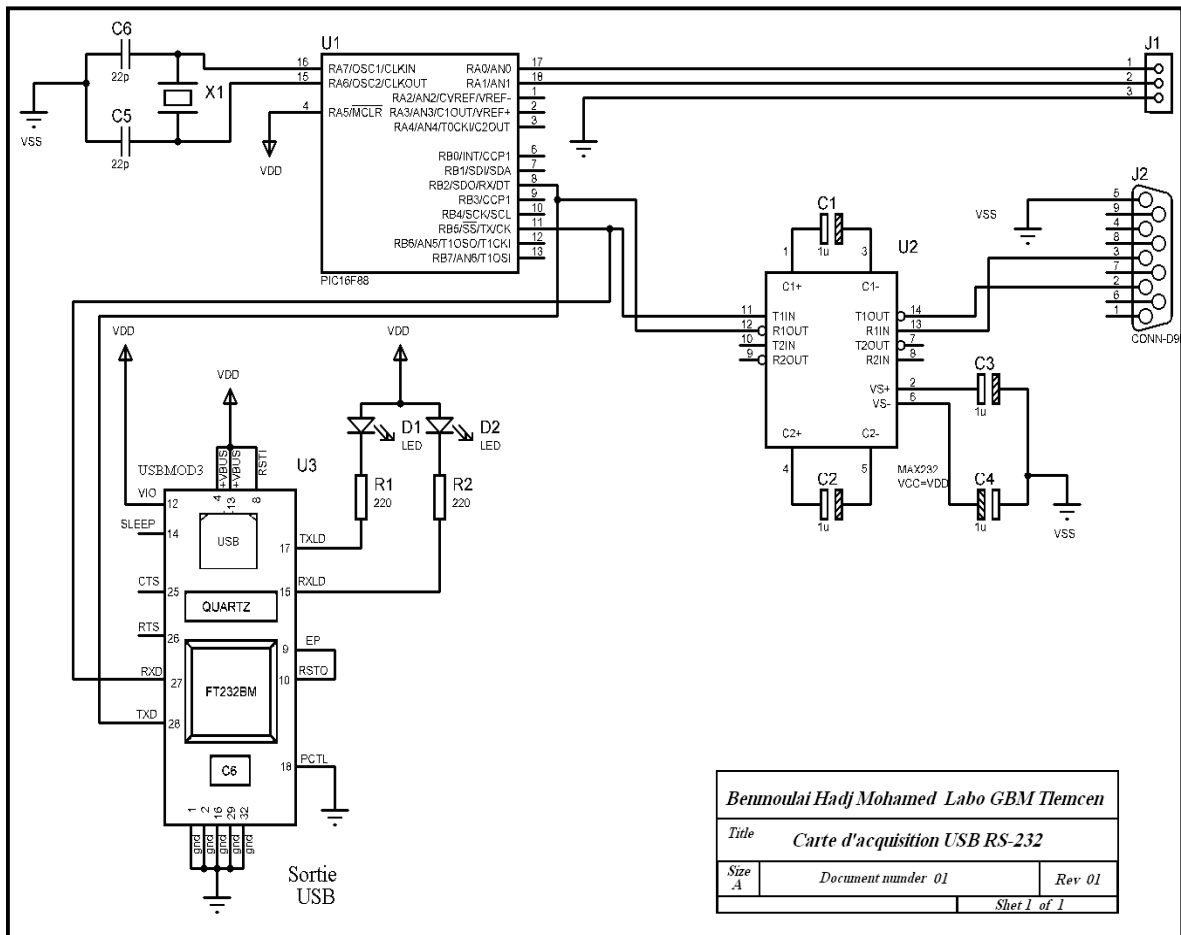 C6
22p
VSS
C5
22p
X1
U1
16 RA7/OSC1/CLKIN
15 RA6/OSC2/CLKOUT
4 RA5/MCLR
VDD
RA0/AN0 17
RA1/AN1 18
RA2/AN2/CVREF/VREF- 1
RA3/AN3/C1OUT/VREF+ 2
RA4/AN4/T0CKI/C2OUT 3
RB0/INT/CCP1 6
RB1/SDI/SDA 7
RB2/SDO/RX/DT 8
RB3/CCP1 9
RB4/SCK/SCL 10
RB5/SS/TX/CK 11
RB6/AN5/T1OSO/T1CKI 12
RB7/AN6/T1OSI 13
PIC16F88
J1
1
2
3
J2
VSS
5
9
4
8
3
7
2
6
1
CONN-D9
C1
1u
1
3
U2
C1+
C1-
11 T1IN
12 R1OUT
10 T2IN
9 R2OUT
T1OUT 14
R1IN 13
T2OUT 7
R2IN 8
VS+ 2
VS- 6
C2+
C2-
4
5
MAX232
VCC=VDD
C2
1u
C3
1u
C4
1u
VSS
VDD
VDD
VDD
D1
LED
D2
LED
R1
220
R2
220
USBMOD3
U3
+VBUS
+VBUS
RSTI
4
13
8
VIO 12
SLEEP 14
CTS 25
RTS 26
RXD 27
TXD 28
USB
QUARTZ
FT232BM
C6
17 TXLD
15 RXLD
9 EP
10 RSTO
18 PCTL
1
2
16
29
32
gnd
gnd
gnd
gnd
gnd
Sortie
USB
Benmoulai Hadj Mohamed Labo GBM Tlemcen
Title Carte d'acquisition USB RS-232
Size
A
Document numder 01
Rev 01
Shet 1 of 1